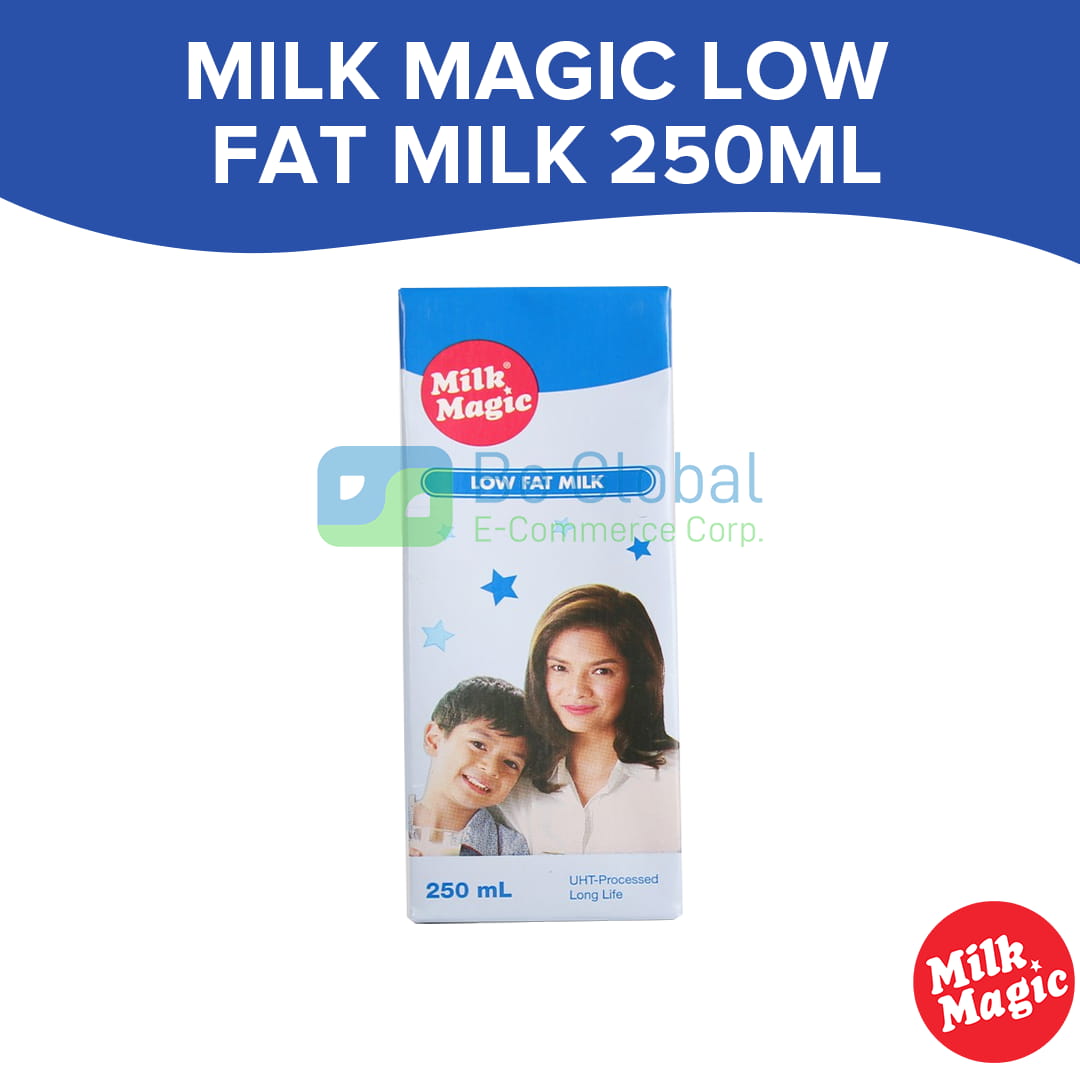 MILK MAGIC LOW
FAT MILK 250ML
Milk®
Magic
Bc Global
LOW FAT MILK
E-Commerce Corp.
250 mL
UHT-Processed
Long Life
Milk
Magic